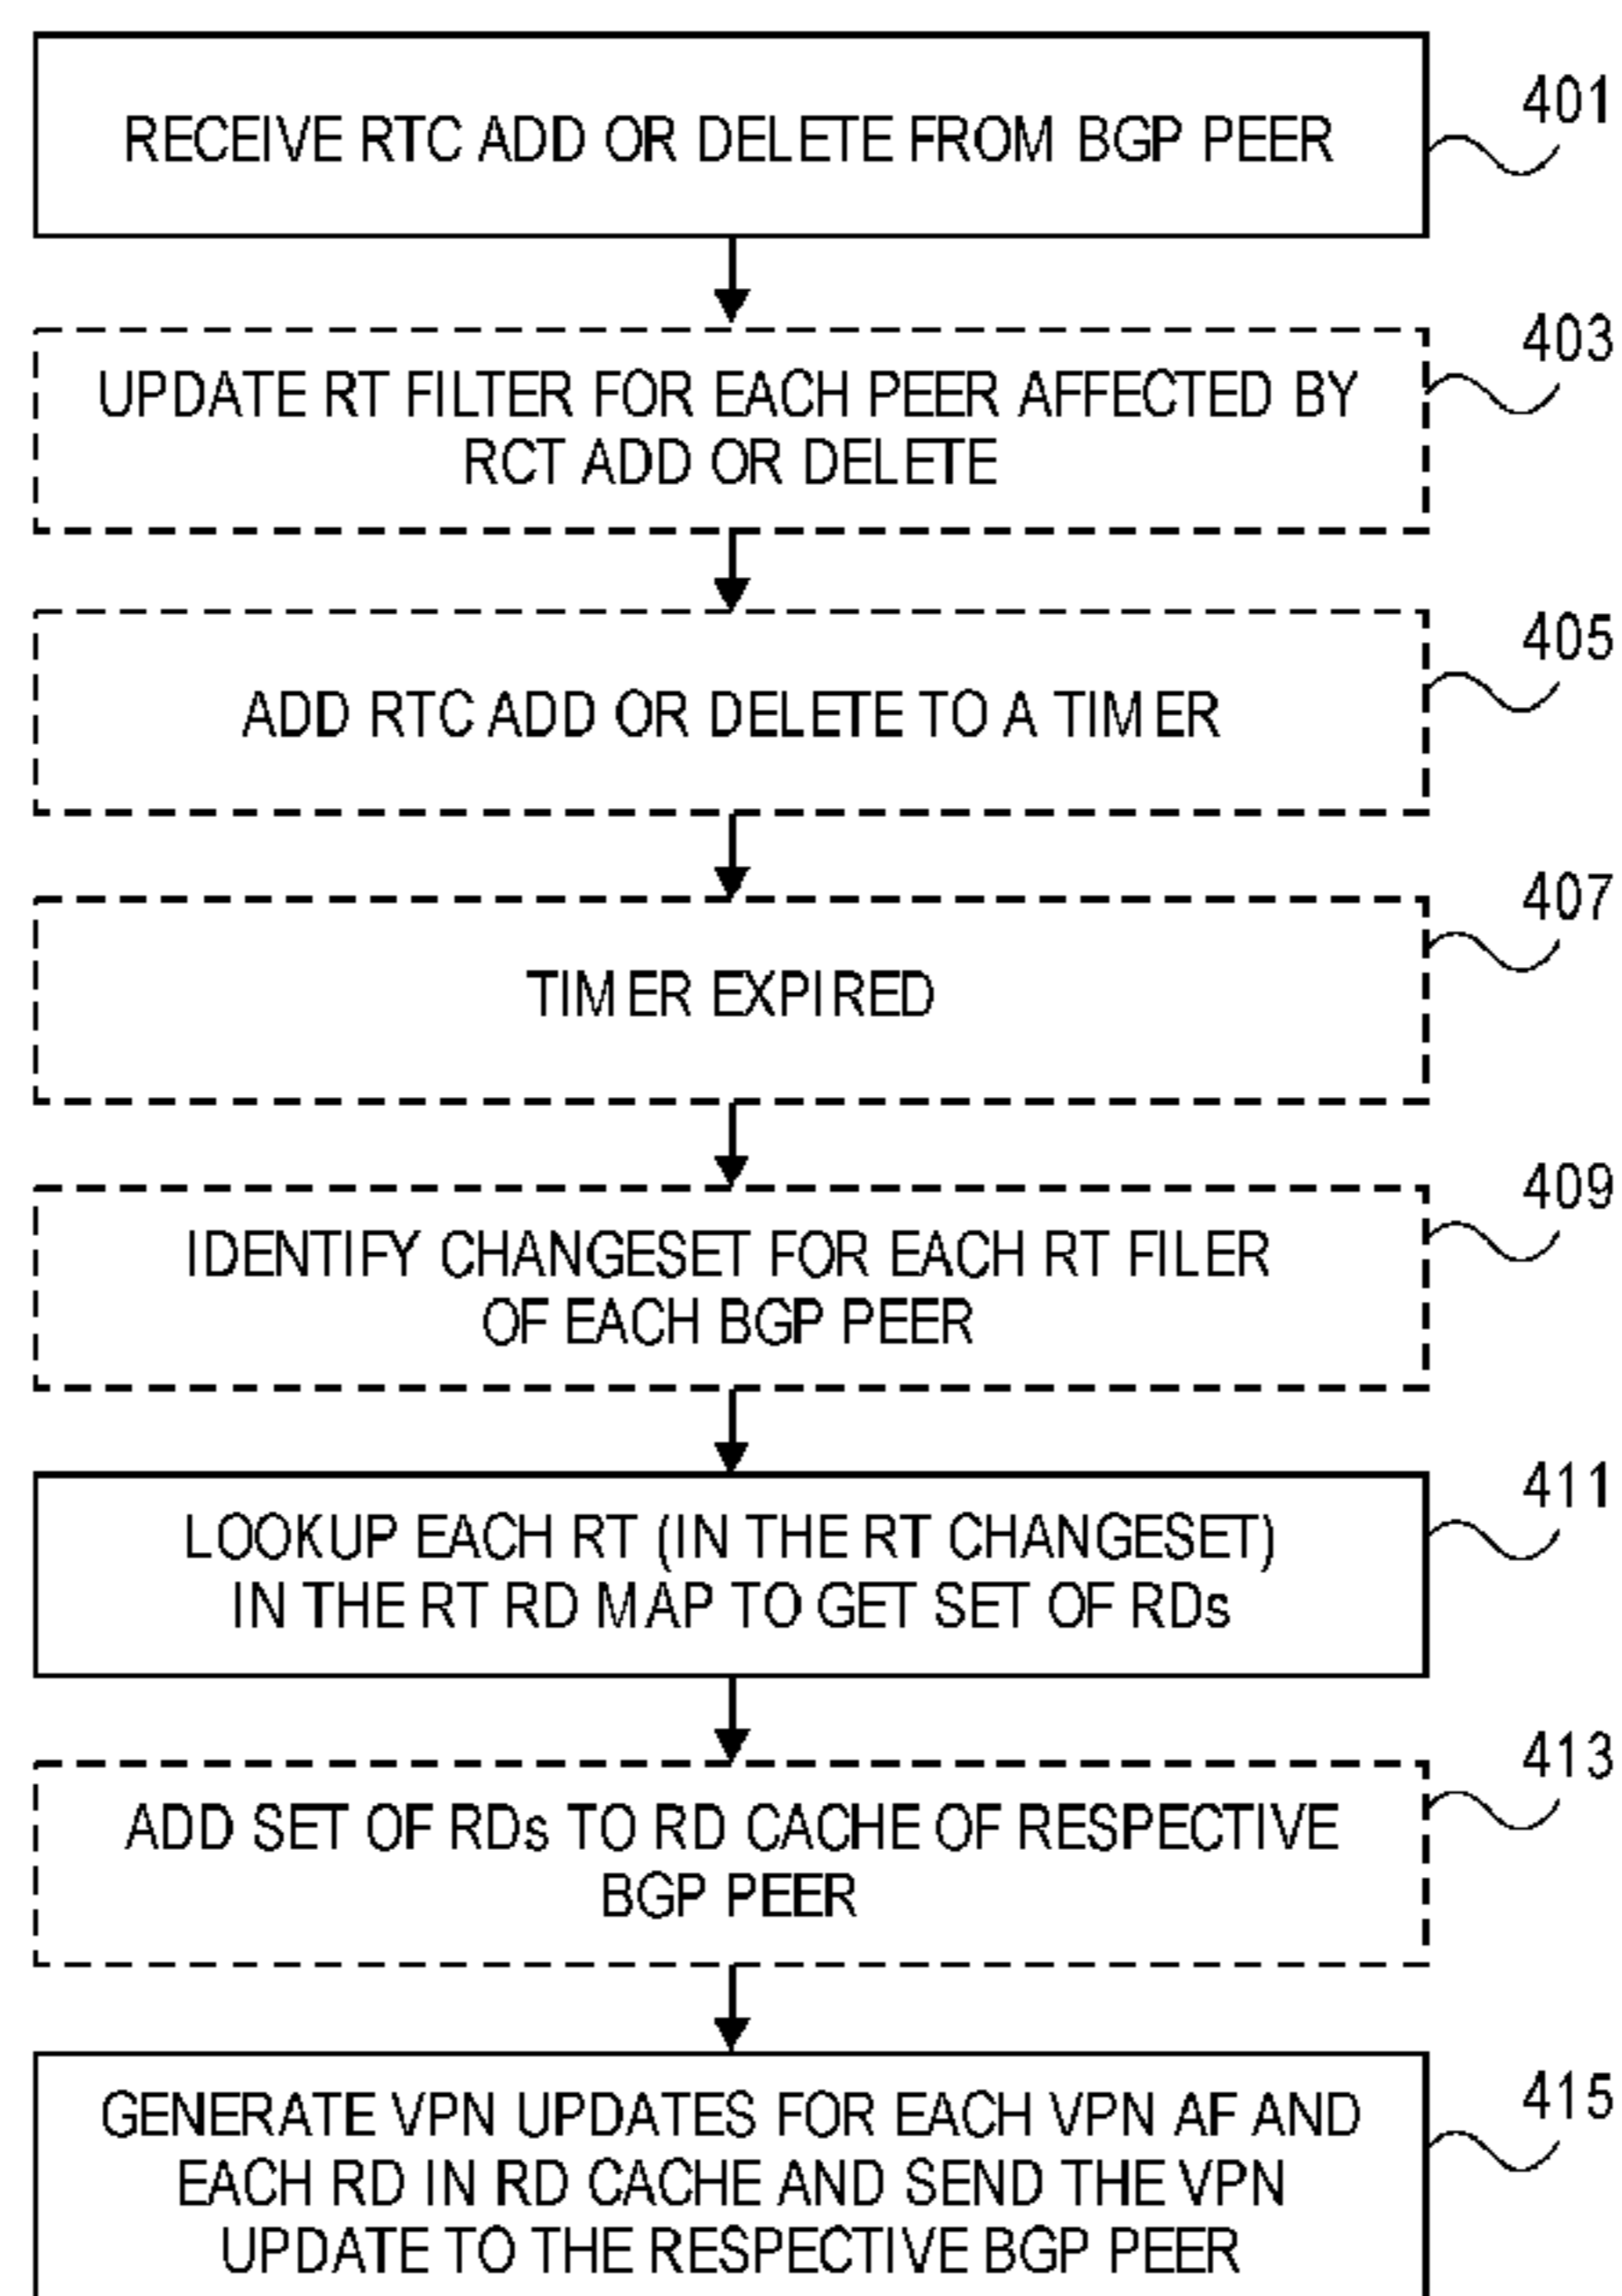 RECEIVE RTC ADD OR DELETE FROM BGP PEER
401
UPDATE RT FILTER FOR EACH PEER AFFECTED BY
RCT ADD OR DELETE
403
ADD RTC ADD OR DELETE TO A TIMER
405
TIMER EXPIRED
407
IDENTIFY CHANGESET FOR EACH RT FILER
OF EACH BGP PEER
409
LOOKUP EACH RT (IN THE RT CHANGESET)
IN THE RT RD MAP TO GET SET OF RDs
411
ADD SET OF RDs TO RD CACHE OF RESPECTIVE
BGP PEER
413
GENERATE VPN UPDATES FOR EACH VPN AF AND
EACH RD IN RD CACHE AND SEND THE VPN
UPDATE TO THE RESPECTIVE BGP PEER
415